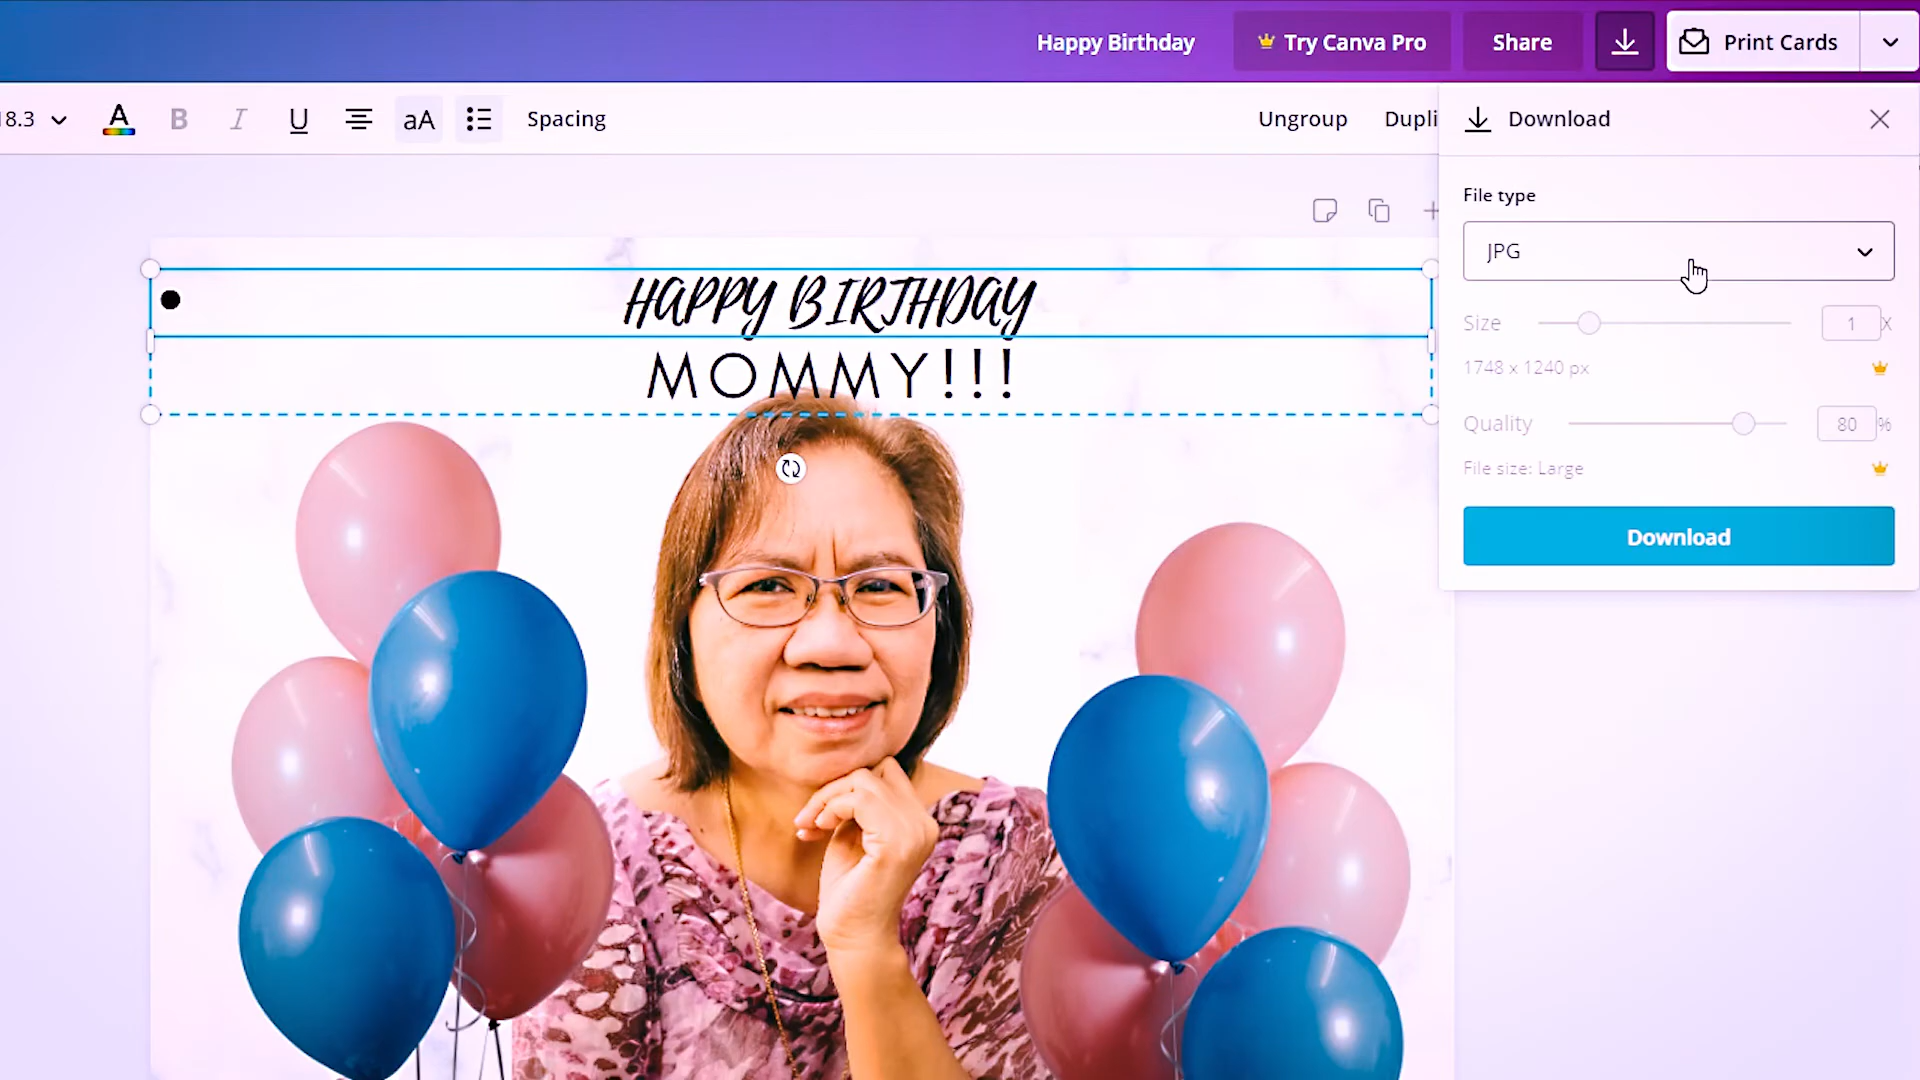 Happy Birthday
Try Canva Pro
Share
Print Cards
18.3
A
B
I
U
aA
Spacing
Ungroup
Dupli
Download
File type
JPG
Size
1 X
1748 x 1240 px
Quality
80 %
File size: Large
Download
HAPPY BIRTHDAY
MOMMY!!!